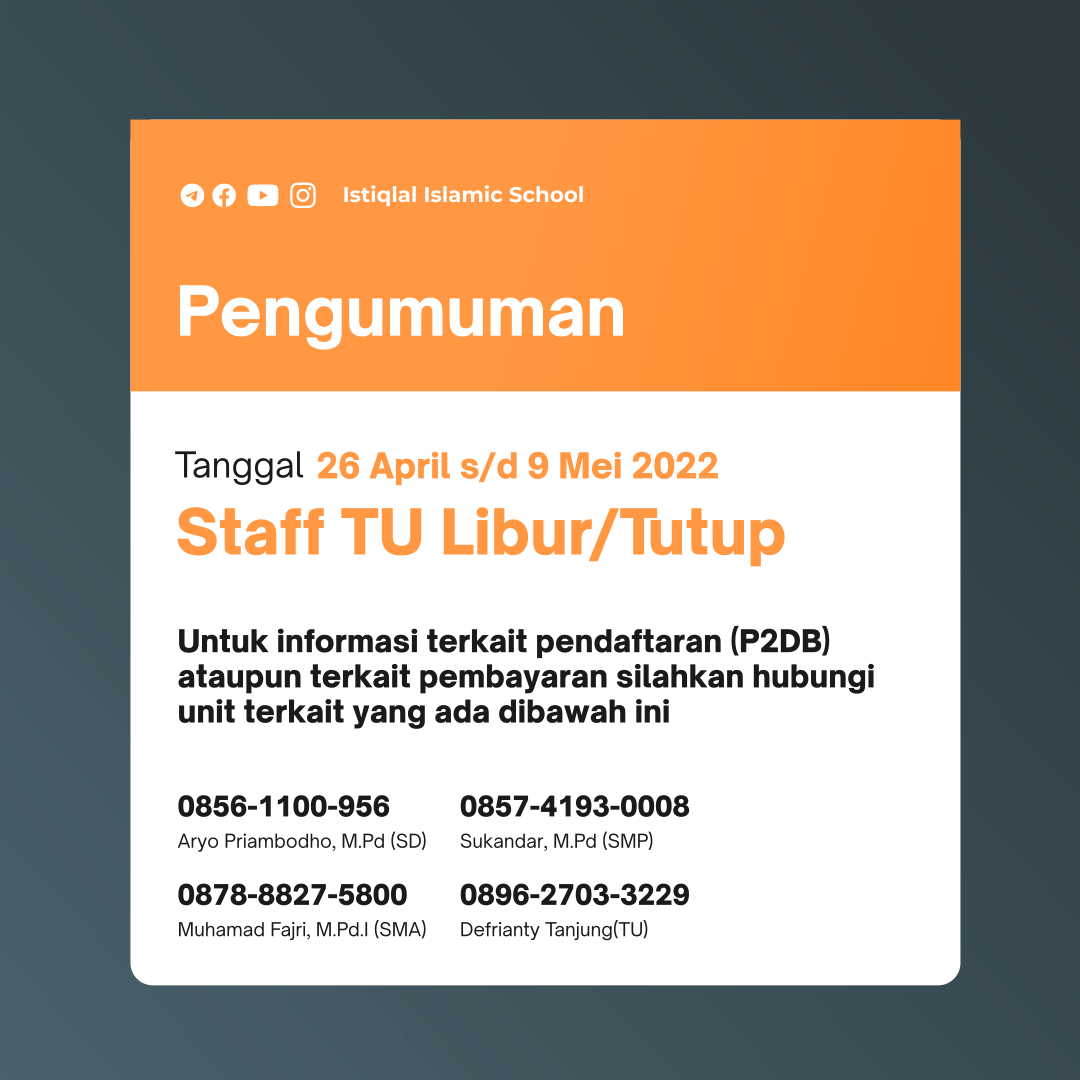 Istiqlal Islamic School
Pengumuman
Tanggal 26 April s/d 9 Mei 2022
Staff TU Libur/Tutup
Untuk informasi terkait pendaftaran (P2DB)
ataupun terkait pembayaran silahkan hubungi
unit terkait yang ada dibawah ini
0856-1100-956
Aryo Priambodho, M.Pd (SD)
0857-4193-0008
Sukandar, M.Pd (SMP)
0878-8827-5800
Muhamad Fajri, M.Pd.I (SMA)
0896-2703-3229
Defrianty Tanjung(TU)